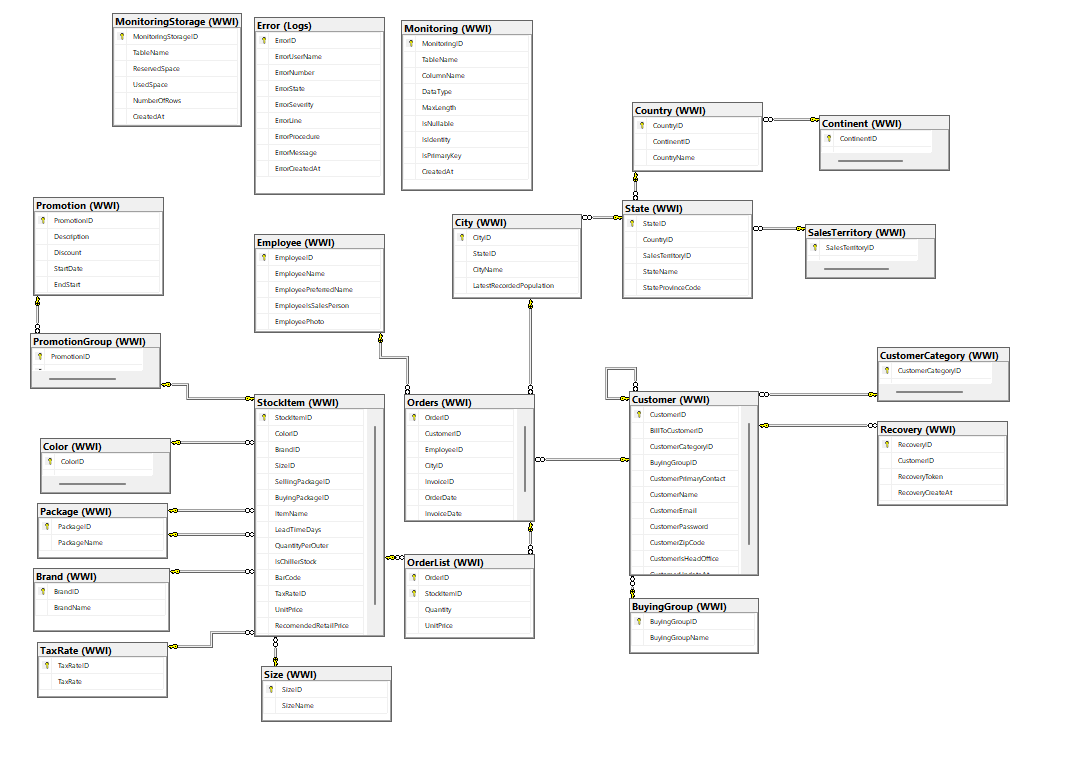 MonitoringStorage (WWI)
MonitoringStorageID
TableName
ReservedSpace
UsedSpace
NumberOfRows
CreatedAt
Error (Logs)
ErrorID
ErrorUserName
ErrorNumber
ErrorState
ErrorSeverity
ErrorLine
ErrorProcedure
ErrorMessage
ErrorCreatedAt
Monitoring (WWI)
MonitoringID
TableName
ColumnName
DataType
MaxLength
IsNullable
IsIdentity
IsPrimaryKey
CreatedAt
Country (WWI)
CountryID
ContinentID
CountryName
Continent (WWI)
ContinentID
Promotion (WWI)
PromotionID
Description
Discount
StartDate
EndStart
Employee (WWI)
EmployeeID
EmployeeName
EmployeePreferredName
EmployeeIsSalesPerson
EmployeePhoto
City (WWI)
CityID
StateID
CityName
LatestRecordedPopulation
State (WWI)
StateID
CountryID
SalesTerritoryID
StateName
StateProvinceCode
SalesTerritory (WWI)
SalesTerritoryID
PromotionGroup (WWI)
PromotionID
StockItem (WWI)
StockItemID
ColorID
BrandID
SizeID
SellingPackageID
BuyingPackageID
ItemName
LeadTimeDays
QuantityPerOuter
IsChillerStock
BarCode
TaxRateID
UnitPrice
RecomendedRetailPrice
Orders (WWI)
OrderID
CustomerID
EmployeeID
CityID
InvoiceID
OrderDate
InvoiceDate
Customer (WWI)
CustomerID
BillToCustomerID
CustomerCategoryID
BuyingGroupID
CustomerPrimaryContact
CustomerName
CustomerEmail
CustomerPassword
CustomerZipCode
CustomerIsHeadOffice
CustomerCategory (WWI)
CustomerCategoryID
Recovery (WWI)
RecoveryID
CustomerID
RecoveryToken
RecoveryCreateAt
Color (WWI)
ColorID
Package (WWI)
PackageID
PackageName
Brand (WWI)
BrandID
BrandName
TaxRate (WWI)
TaxRateID
TaxRate
OrderList (WWI)
OrderID
StockItemID
Quantity
UnitPrice
BuyingGroup (WWI)
BuyingGroupID
BuyingGroupName
Size (WWI)
SizeID
SizeName